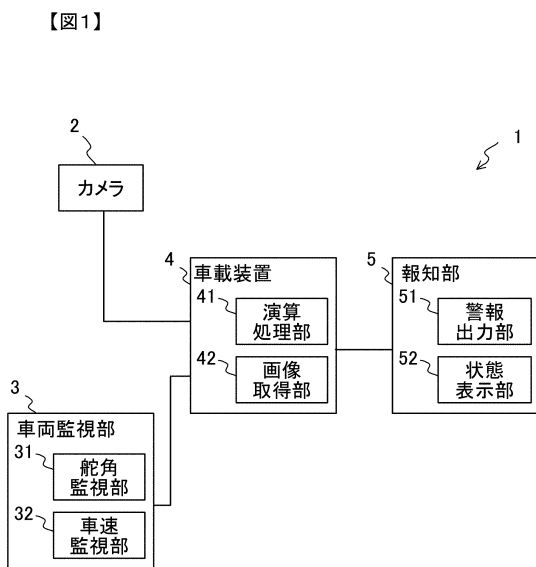 【図1】
1
2
カメラ
4
車載装置
41
演算
処理部
42
画像
取得部
5
報知部
51
警報
出力部
52
状態
表示部
3
車両監視部
31
舵角
監視部
32
車速
監視部